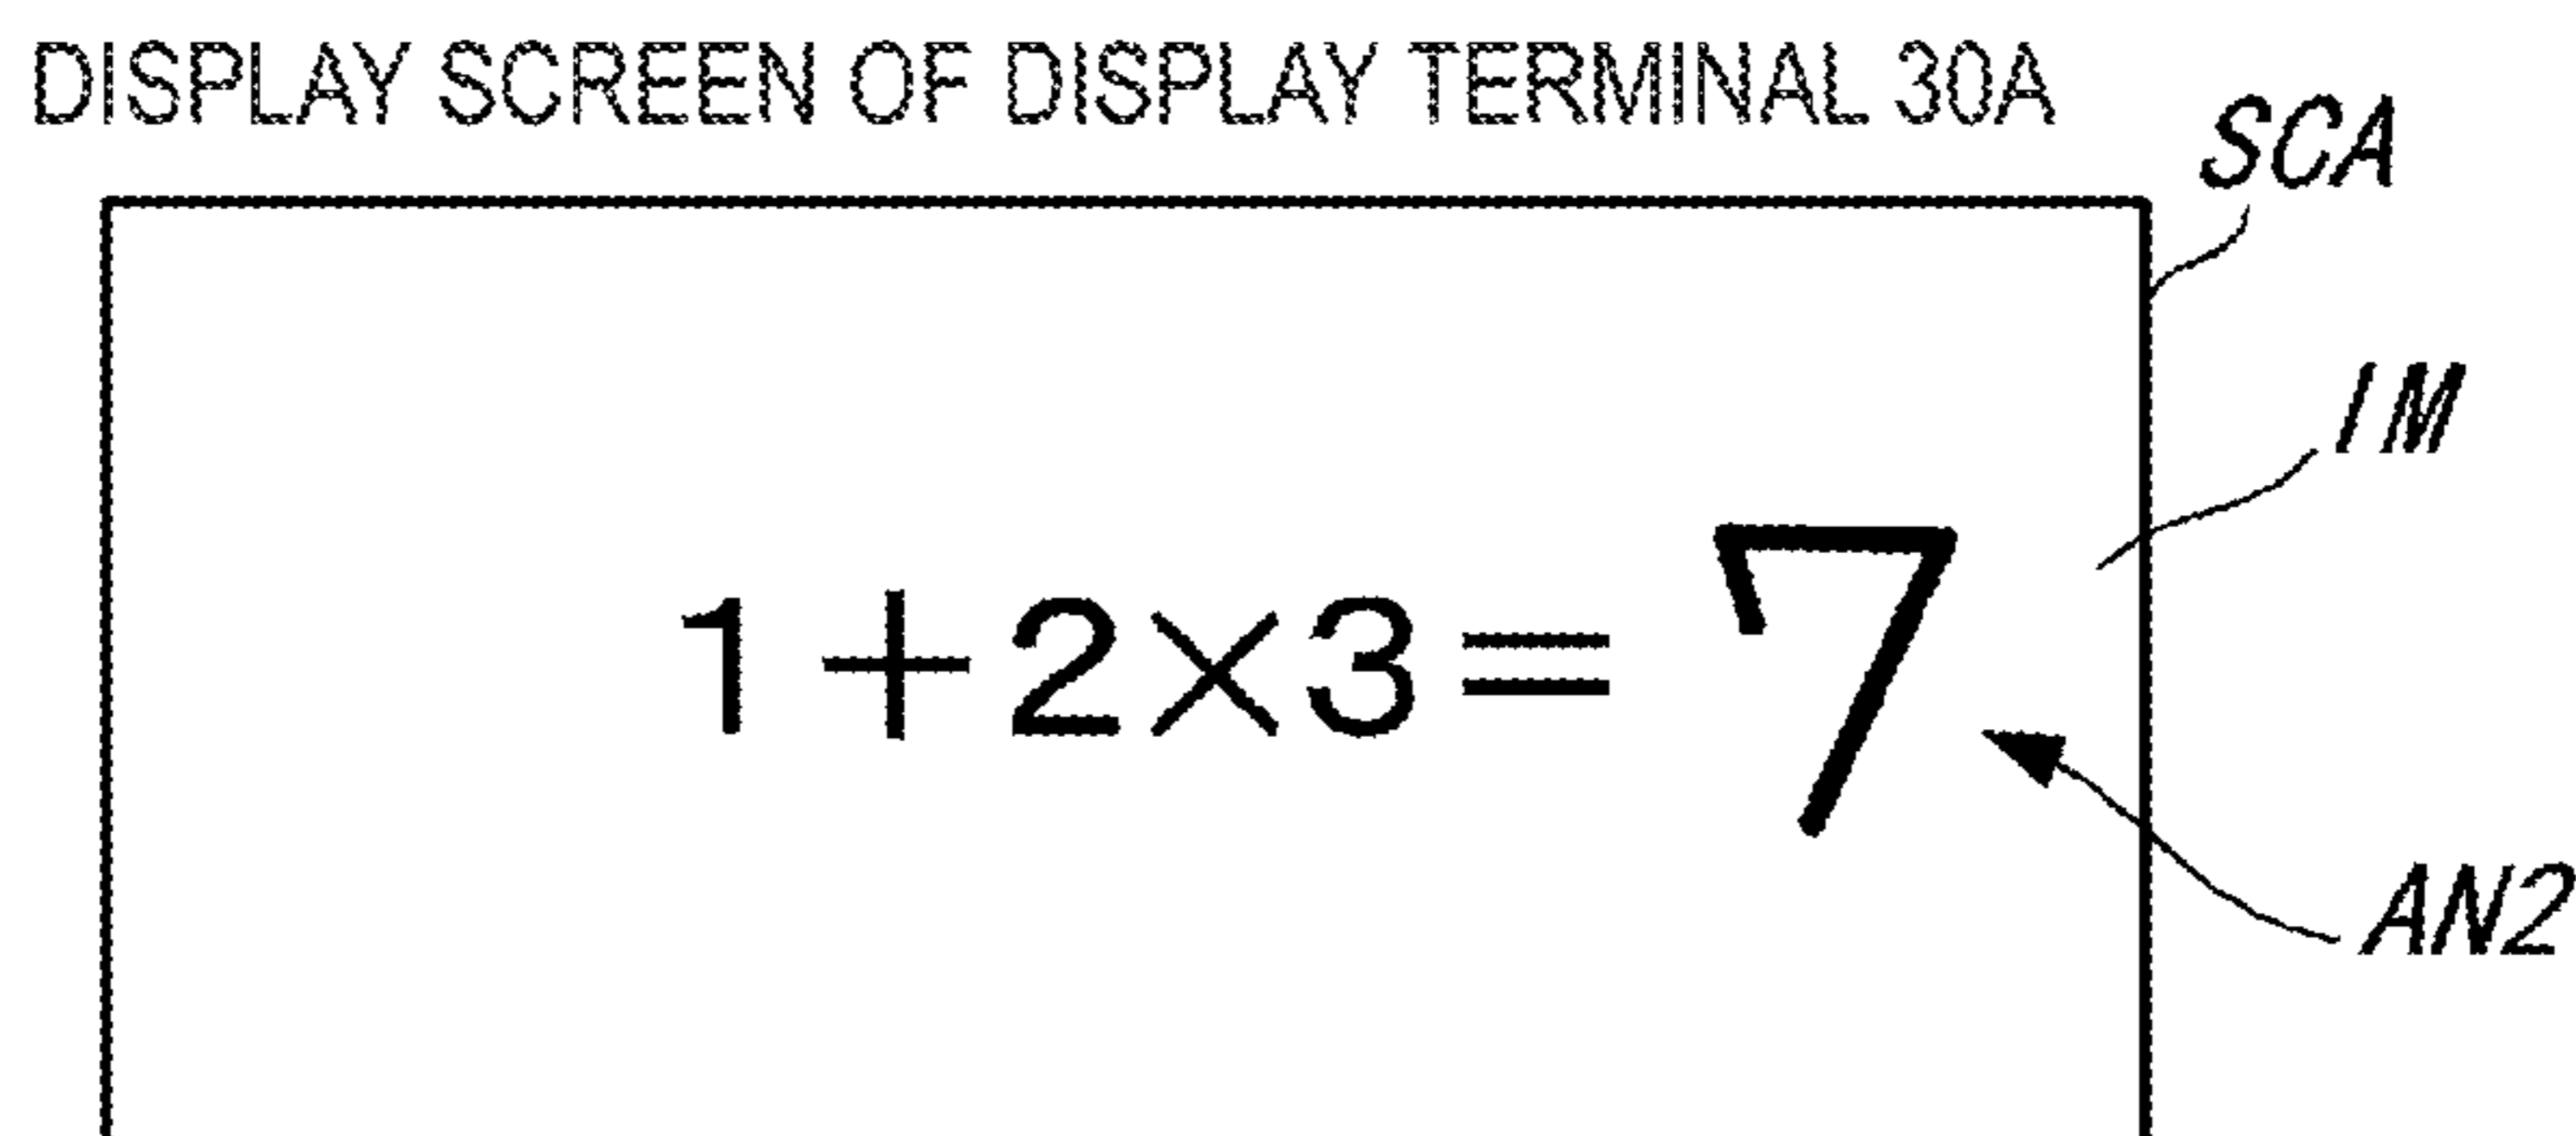 DISPLAY SCREEN OF DISPLAY TERMINAL 30A
SCA
IM
1+2×3=7
AN2